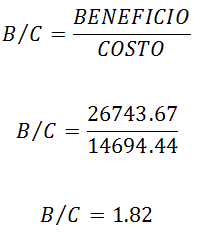 B/C = BENEFICIO / COSTO
B/C = 26743.67 / 14694.44
B/C = 1.82